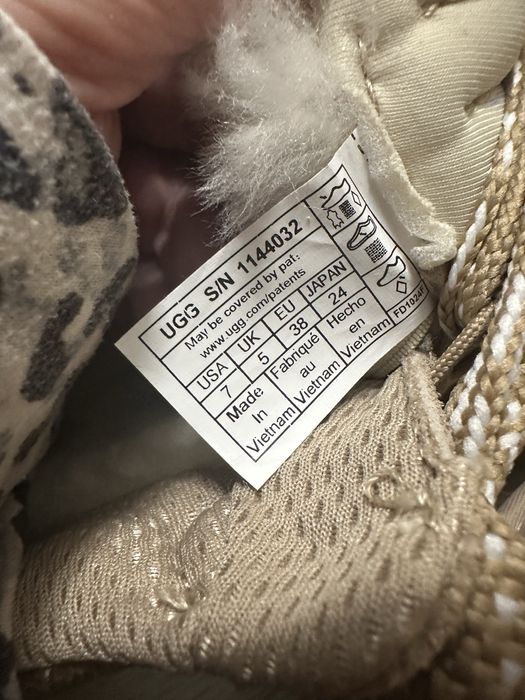 UGG S/N 1144032
May be covered by pat:
www.ugg.com/patents
USA UK EU JAPAN
7 5 38 24
Made Fabriqué Hecho
In au en
Vietnam Vietnam Vietnam
FD1024F